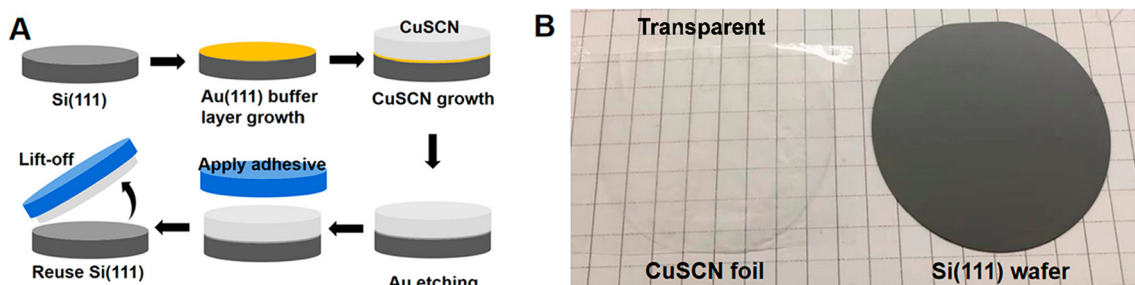 A
Si(111)
Au(111) buffer
layer growth
CuSCN
CuSCN growth
Lift-off
Apply adhesive
Reuse Si(111)
Au etching
B
Transparent
CuSCN foil
Si(111) wafer